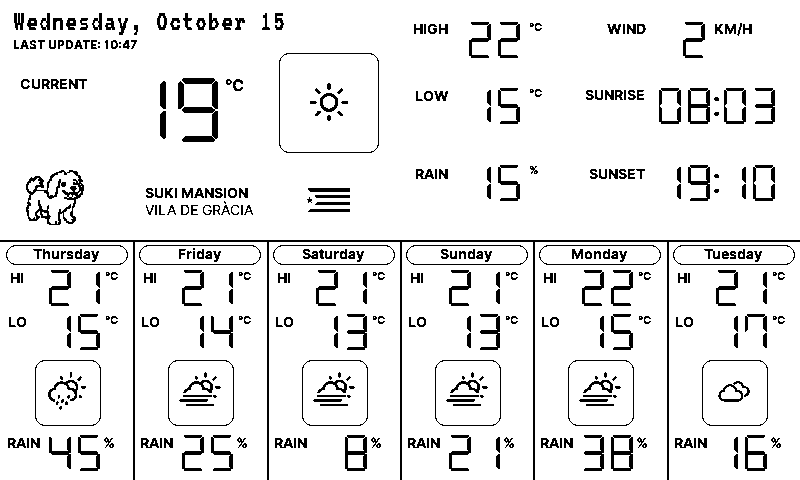 Wednesday, October 15
LAST UPDATE: 10:47
CURRENT 19 °C
HIGH 22 °C
LOW 15 °C
RAIN 15 %
WIND 2 KM/H
SUNRISE 08:03
SUNSET 19:10
SUKI MANSION
VILA DE GRÀCIA
Thursday
HI 21 °C
LO 15 °C
RAIN 45 %
Friday
HI 21 °C
LO 14 °C
RAIN 25 %
Saturday
HI 21 °C
LO 13 °C
RAIN 8 %
Sunday
HI 21 °C
LO 13 °C
RAIN 21 %
Monday
HI 22 °C
LO 15 °C
RAIN 38 %
Tuesday
HI 21 °C
LO 17 °C
RAIN 16 %